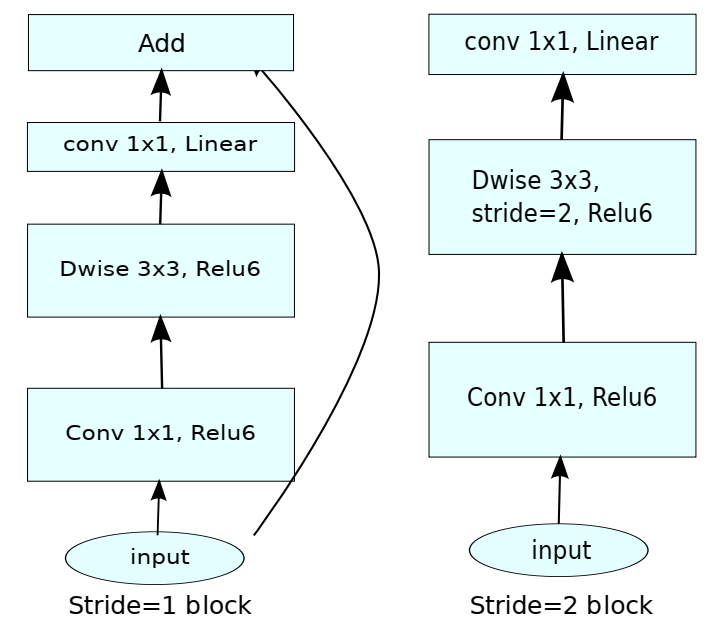 Add
conv 1x1, Linear
Dwise 3x3, Relu6
Conv 1x1, Relu6
input
Stride=1 block
conv 1x1, Linear
Dwise 3x3,
stride=2, Relu6
Conv 1x1, Relu6
input
Stride=2 block